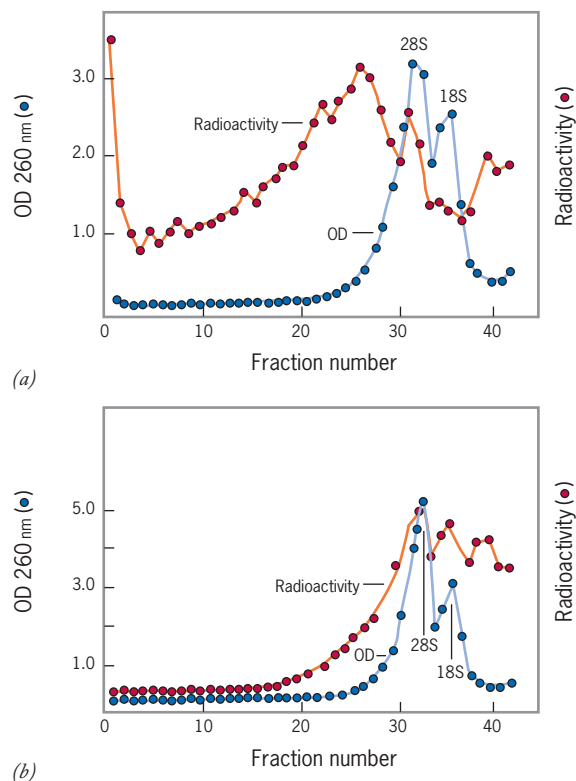 28S
3.0
18S
Radioactivity
OD 260 nm (●)
2.0
Radioactivity (●)
1.0
OD
0
10
20
30
40
Fraction number
(a)
5.0
OD 260 nm (●)
3.0
Radioactivity
Radioactivity (●)
OD
28S
18S
1.0
0
10
20
30
40
Fraction number
(b)